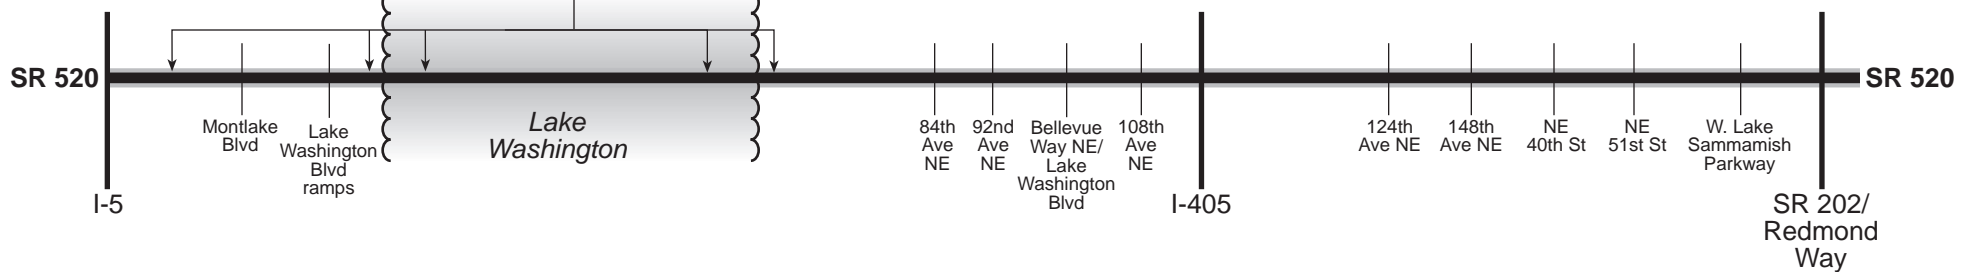 SR 520
SR 520
Montlake
Blvd
Lake
Washington
Blvd
ramps
Lake
Washington
84th
Ave
NE
92nd
Ave
NE
Bellevue
Way NE/
Lake
Washington
Blvd
108th
Ave
NE
124th
Ave NE
148th
Ave NE
NE
40th St
NE
51st St
W. Lake
Sammamish
Parkway
I-5
I-405
SR 202/
Redmond
Way